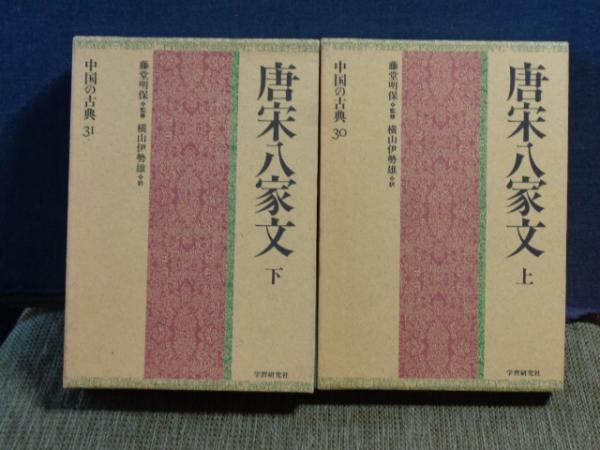 唐宋八家文 下
藤堂明保●監修 横山伊勢雄●訳
中国の古典 31
学習研究社
唐宋八家文 上
藤堂明保●監修 横山伊勢雄●訳
中国の古典 30
学習研究社